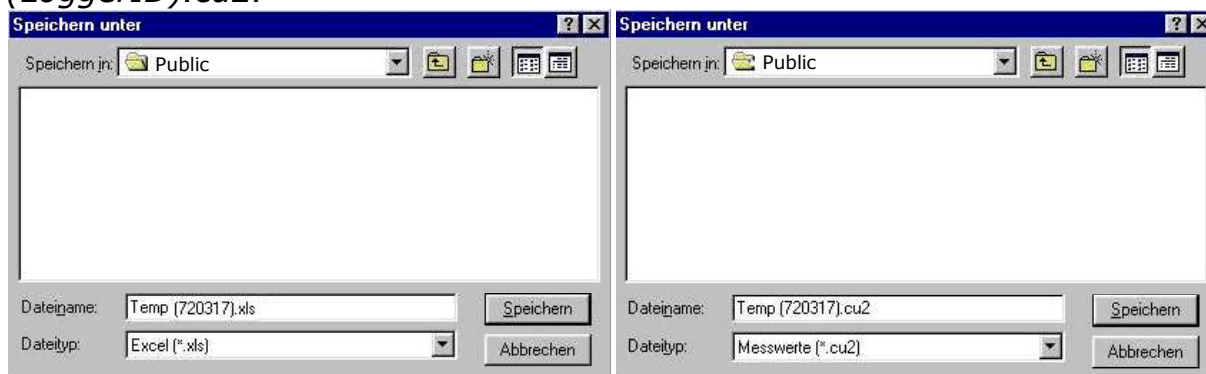 (LoggerID).cu2.
Speichern unter
Speichern in: Public
Dateiname: Temp (720317).xls
Speichern
Dateityp: Excel (*.xls)
Abbrechen
Speichern unter
Speichern in: Public
Dateiname: Temp (720317).cu2
Speichern
Dateityp: Messwerte (*.cu2)
Abbrechen